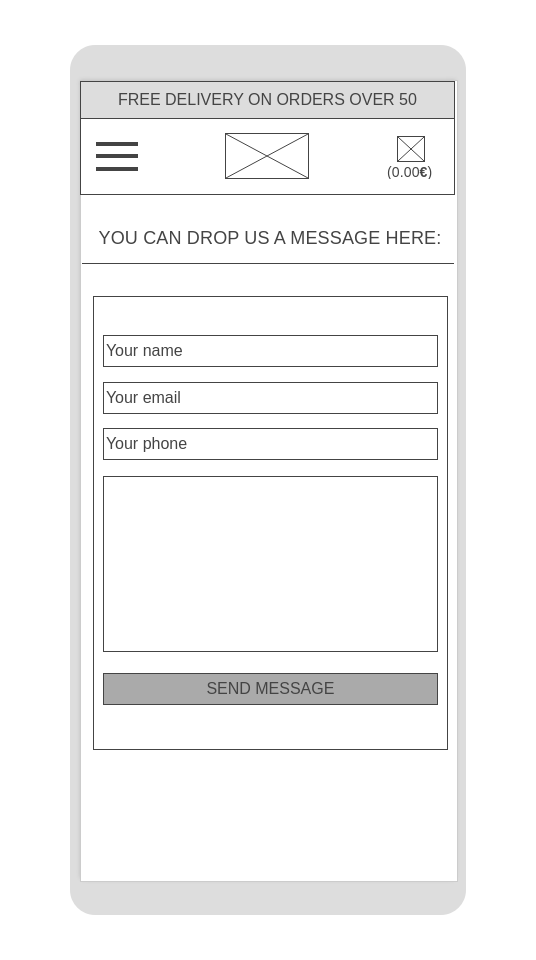 FREE DELIVERY ON ORDERS OVER 50
(0.00€)
YOU CAN DROP US A MESSAGE HERE:
Your name
Your email
Your phone
SEND MESSAGE